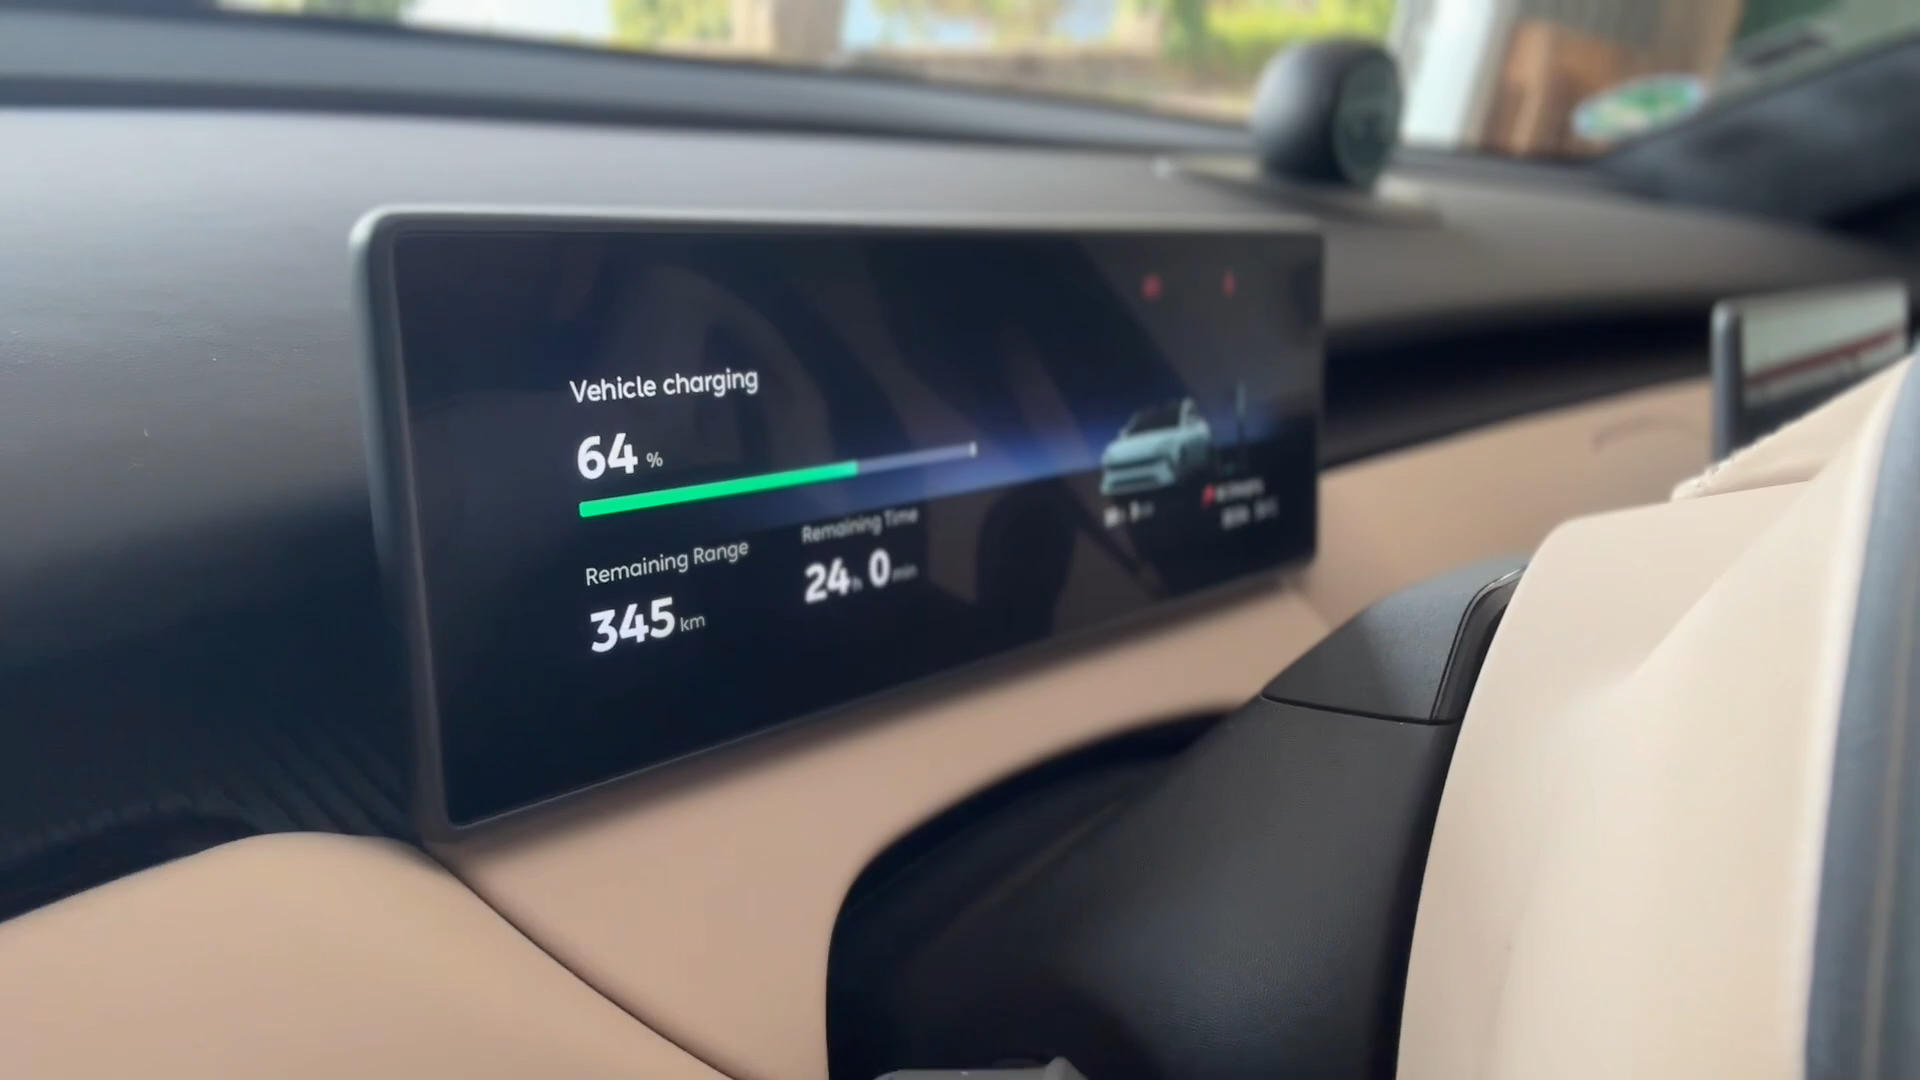 Vehicle charging
64 %
Remaining Range
345 km
Remaining Time
24 h 0 min